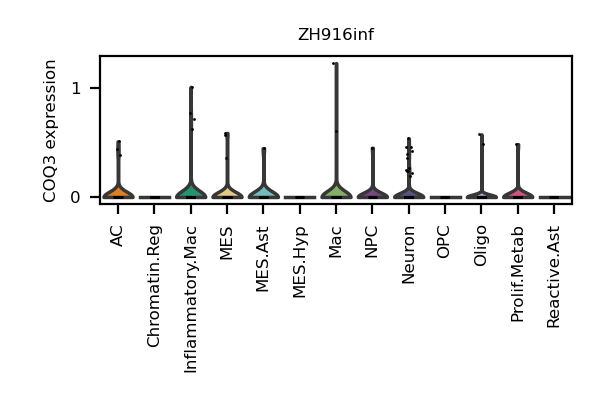 ZH916inf
COQ3 expression
1
0
AC
Chromatin.Reg
Inflammatory.Mac
MES
MES.Ast
MES.Hyp
Mac
NPC
Neuron
OPC
Oligo
Prolif.Metab
Reactive.Ast